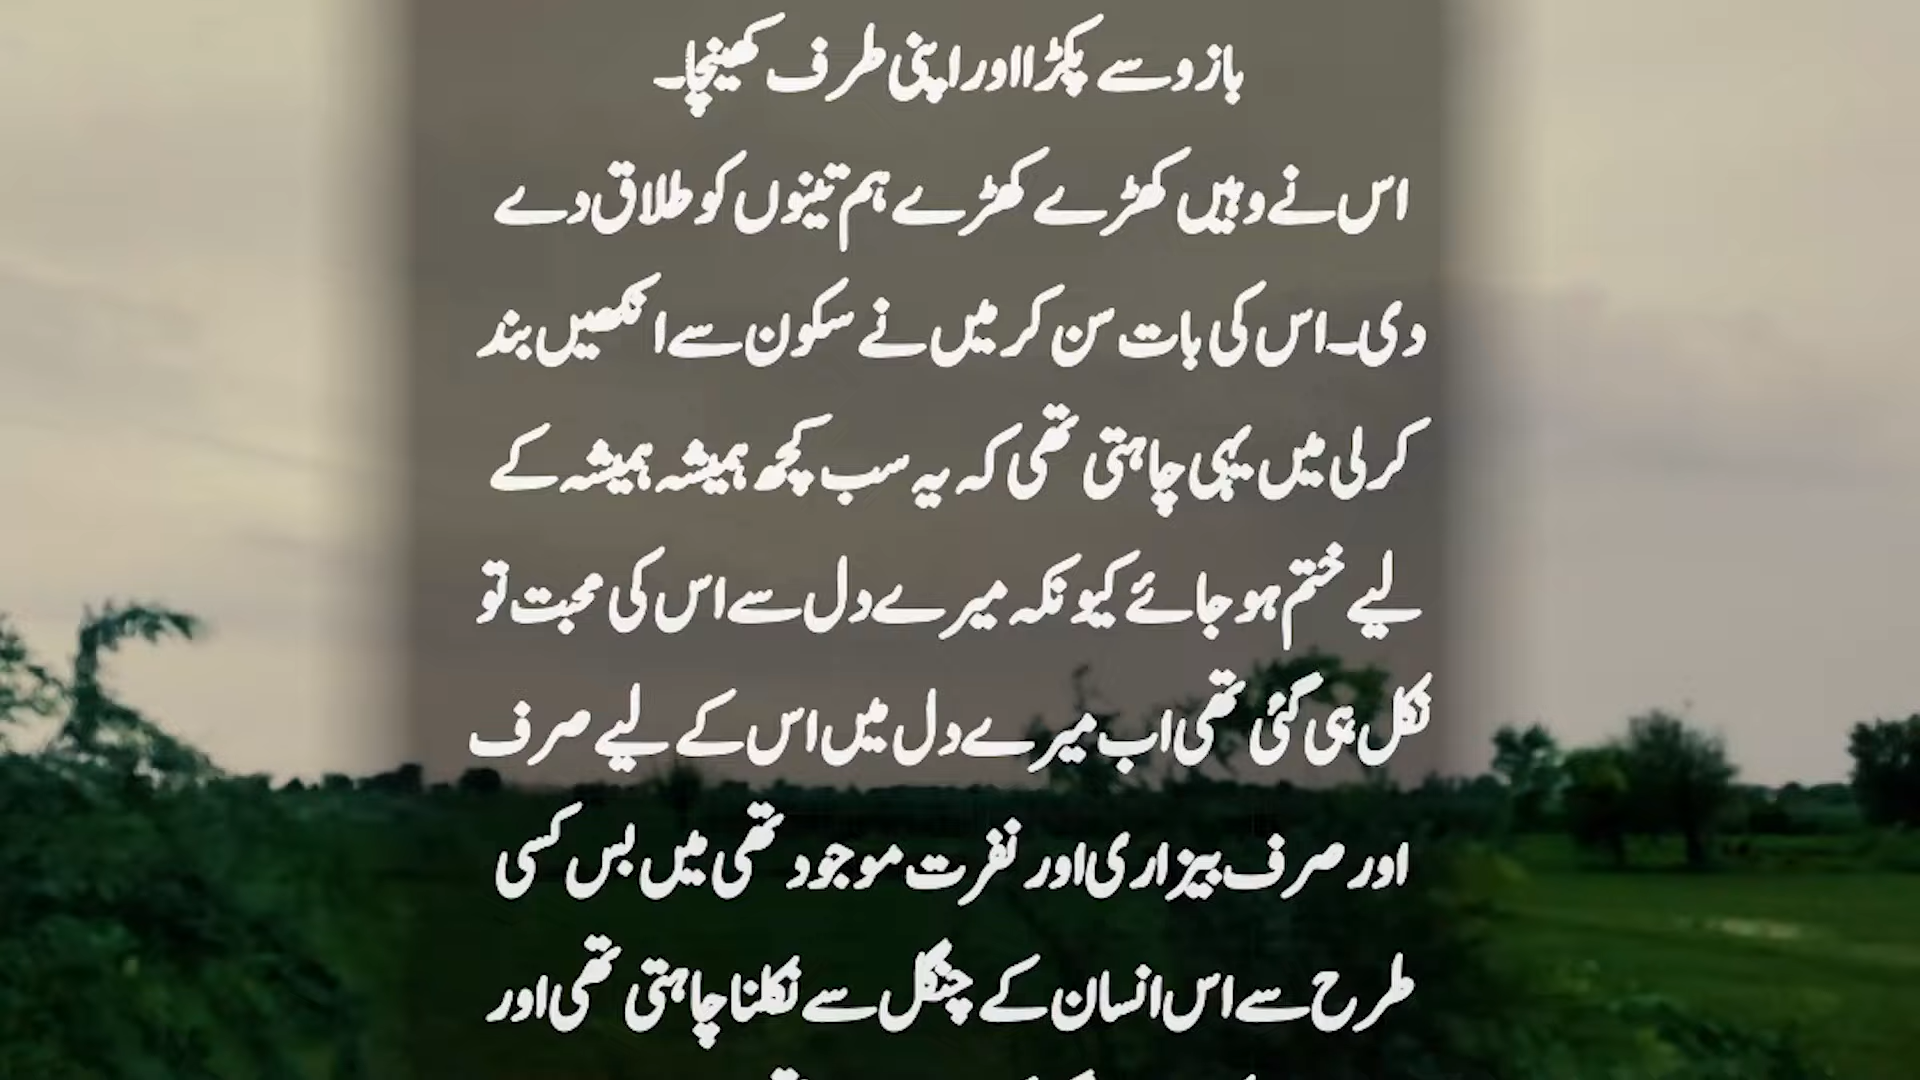 بازو سے پکڑا اور اپنی طرف کھینچا۔
اس نے وہیں کھڑے کھڑے ہم تینوں کو طلاق دے
دی۔ اس کی بات سن کر میں نے سکون سے انکھیں بند
کر لی میں یہی چاہتی تھی کہ یہ سب کچھ ہمیشہ ہمیشہ کے
لیے ختم ہو جائے کیونکہ میرے دل سے اس کی محبت تو
نکل ہی گئی تھی اب میرے دل میں اس کے لیے صرف
اور صرف بیزاری اور نفرت موجود تھی میں بس کسی
طرح سے اس انسان کے چنگل سے نکلنا چاہتی تھی اور